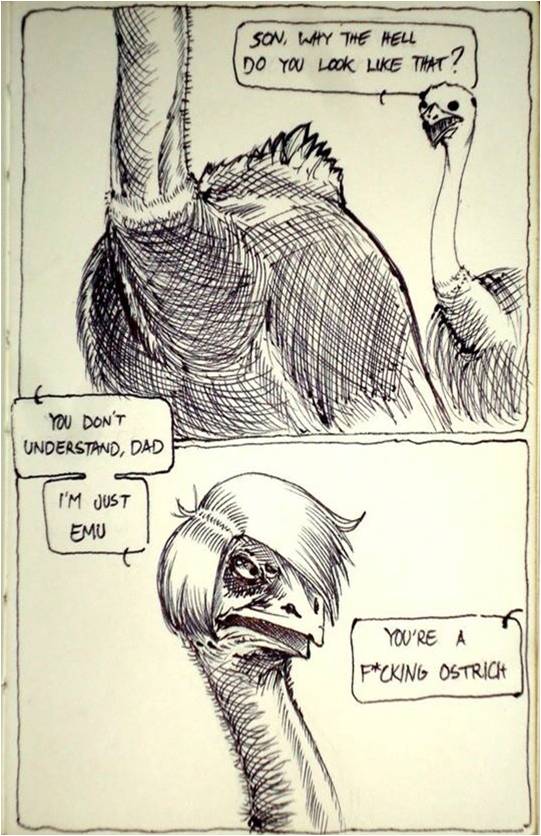 SON, WHY THE HELL
DO YOU LOOK LIKE THAT?
YOU DON'T
UNDERSTAND, DAD
I'M JUST
EMU
YOU'RE A
F*CKING OSTRICH